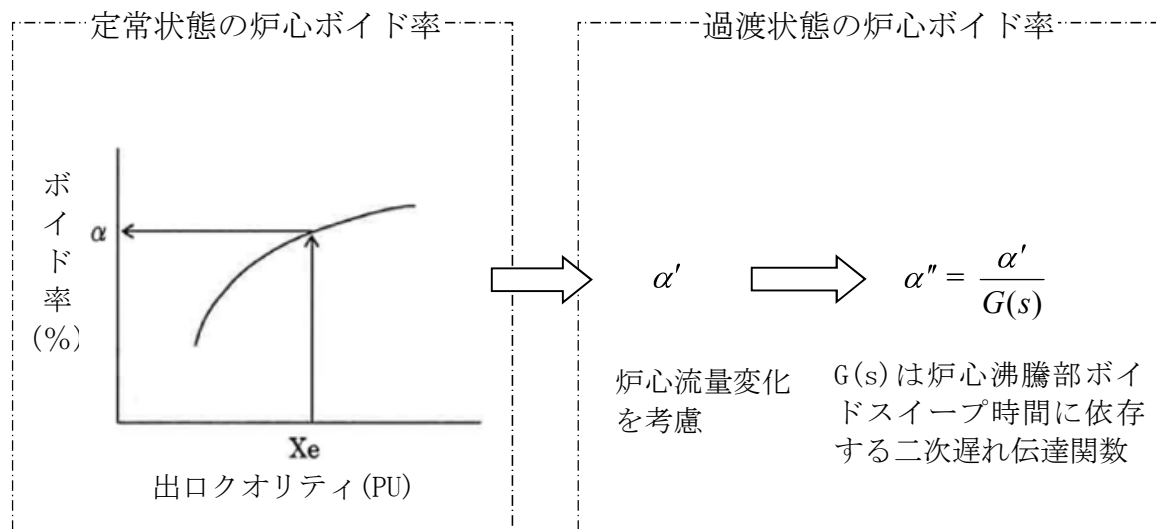 定常状態の炉心ボイド率
ボイド率
(%)
α
Xe
出口クオリティ(PU)
過渡状態の炉心ボイド率
α′
炉心流量変化
を考慮
α″ = α′ / G(s)
G(s)は炉心沸騰部ボイ
ドスイープ時間に依存
する二次遅れ伝達関数